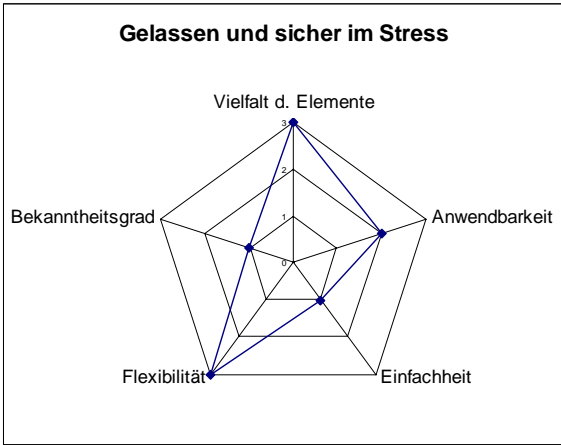 Gelassen und sicher im Stress
Vielfalt d. Elemente
3
2
1
0
Bekanntheitsgrad
Anwendbarkeit
Flexibilität
Einfachheit